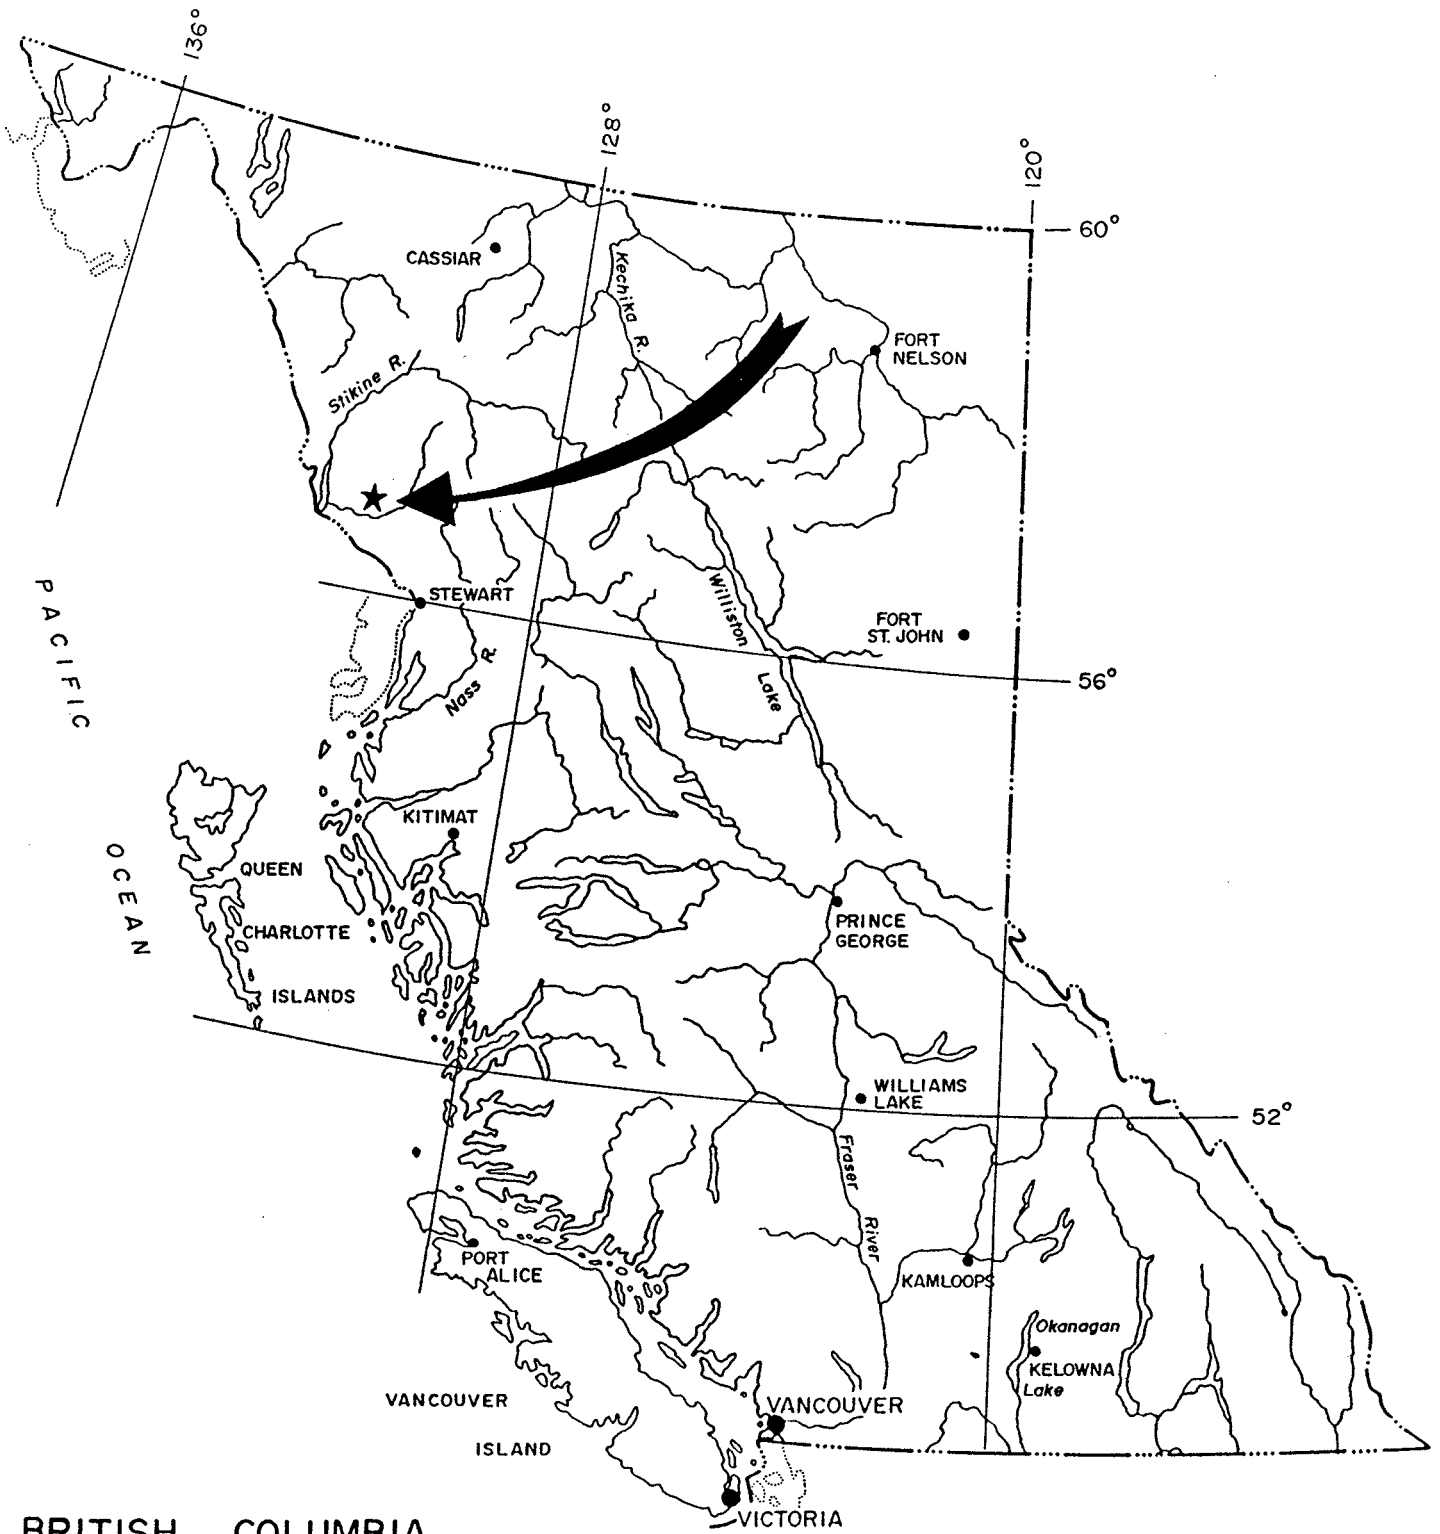 136°
128°
120°
60°
CASSIAR
Kechika R.
FORT
NELSON
Stikine R.
STEWART
FORT
ST. JOHN
Williston
Lake
56°
Nass R.
PACIFIC
OCEAN
KITIMAT
QUEEN
CHARLOTTE
ISLANDS
PRINCE
GEORGE
WILLIAMS
LAKE
52°
Fraser
River
PORT
ALICE
KAMLOOPS
Okanagan
KELOWNA
Lake
VANCOUVER
ISLAND
VANCOUVER
VICTORIA
BRITISH COLUMBIA